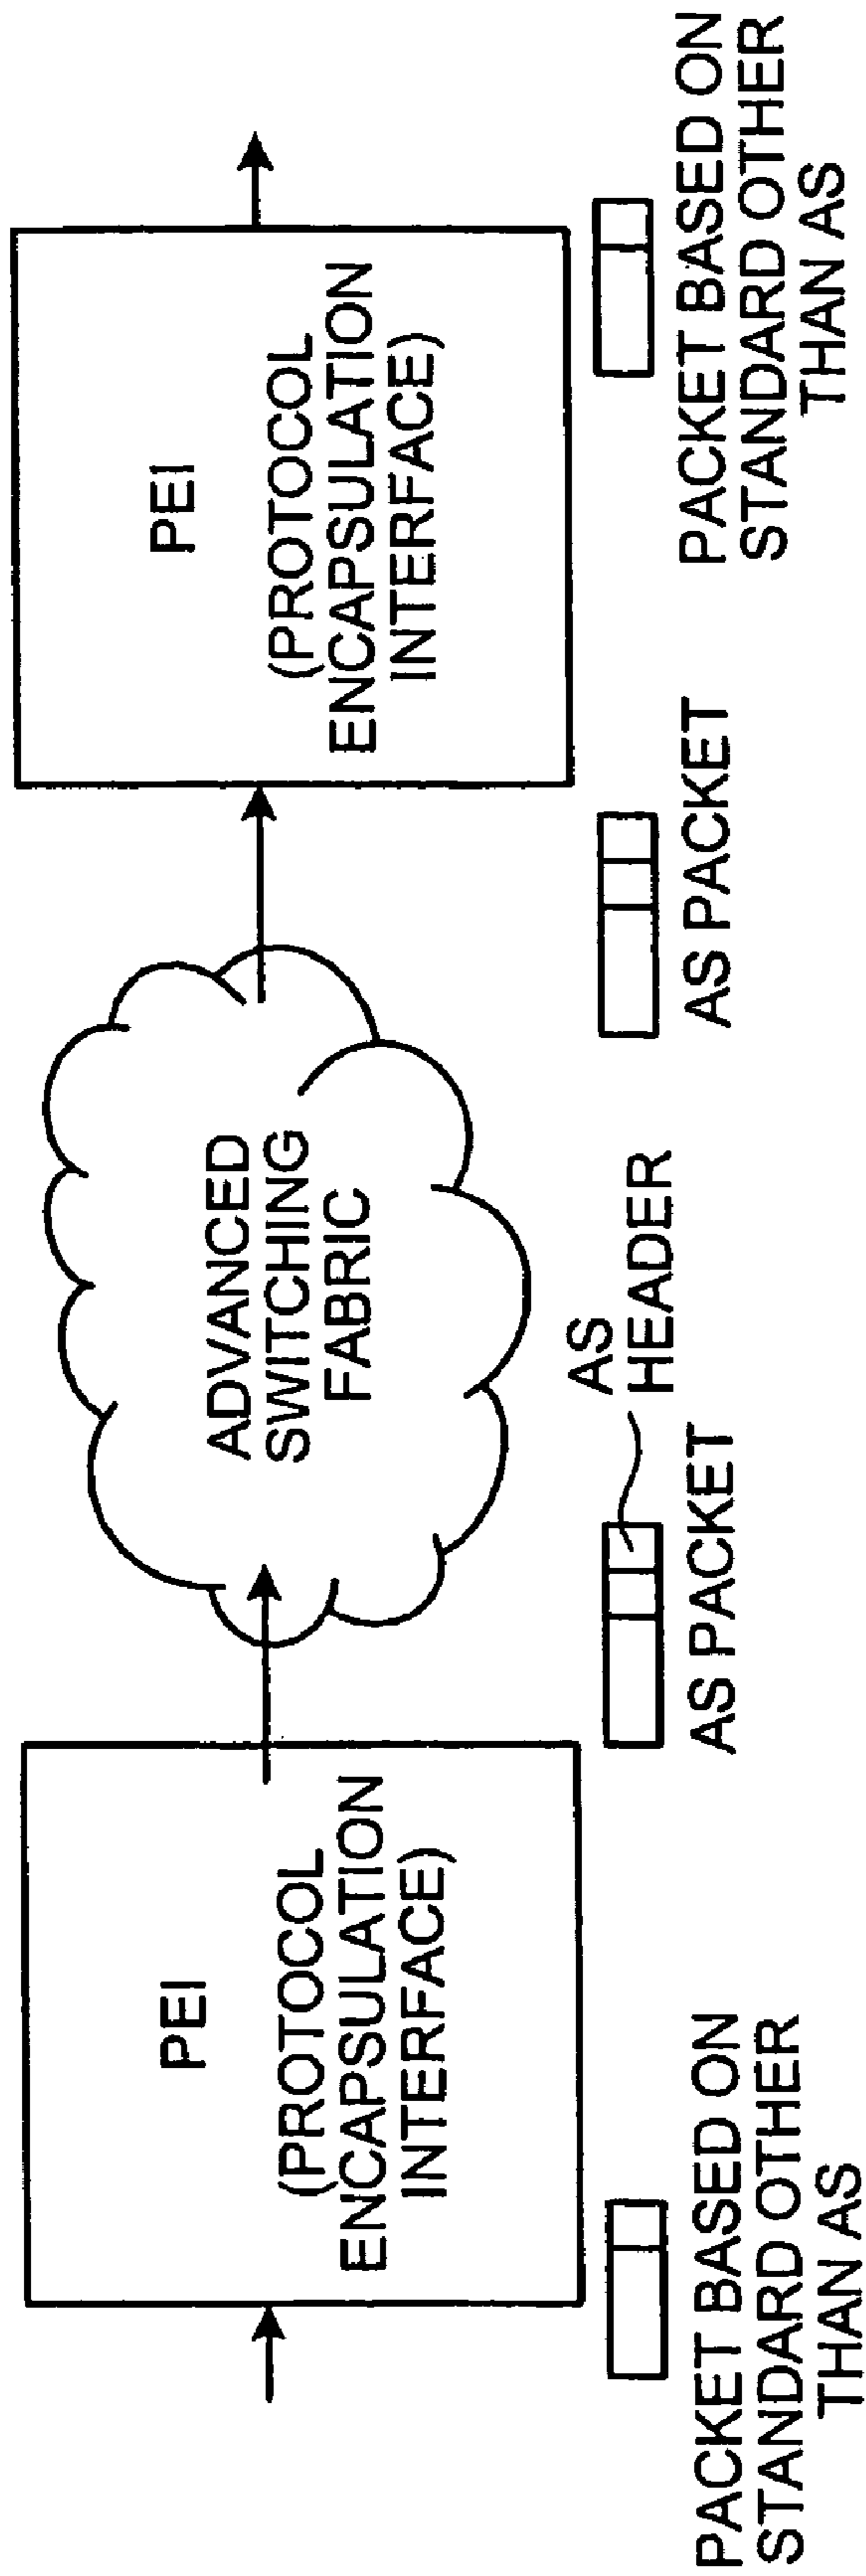 PEI
(PROTOCOL
ENCAPSULATION
INTERFACE)
ADVANCED
SWITCHING
FABRIC
PEI
(PROTOCOL
ENCAPSULATION
INTERFACE)
PACKET BASED ON
STANDARD OTHER
THAN AS
AS PACKET
AS
HEADER
AS PACKET
PACKET BASED ON
STANDARD OTHER
THAN AS